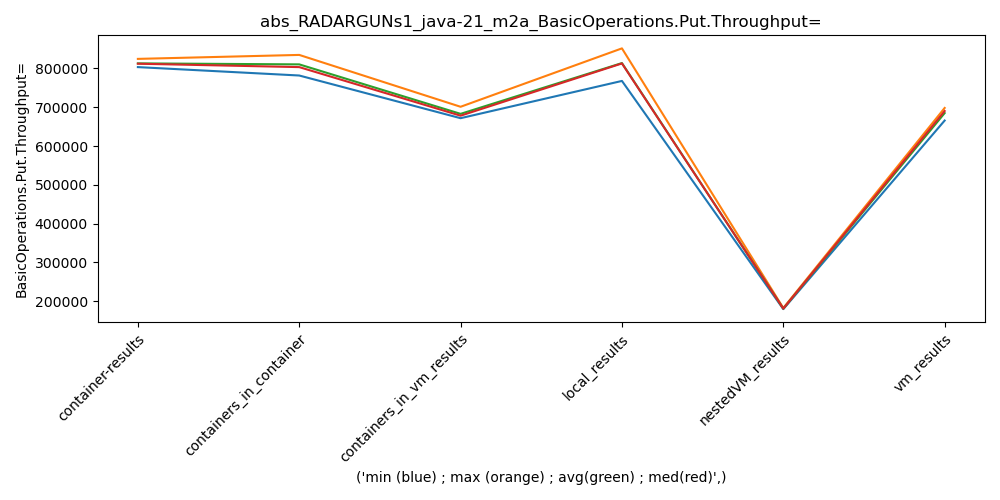 abs_RADARGUNs1_java-21_m2a_BasicOperations.Put.Throughput=
BasicOperations.Put.Throughput=
800000
700000
600000
500000
400000
300000
200000
container-results
containers_in_container
containers_in_vm_results
local_results
nestedVM_results
vm_results
('min (blue) ; max (orange) ; avg(green) ; med(red)',)